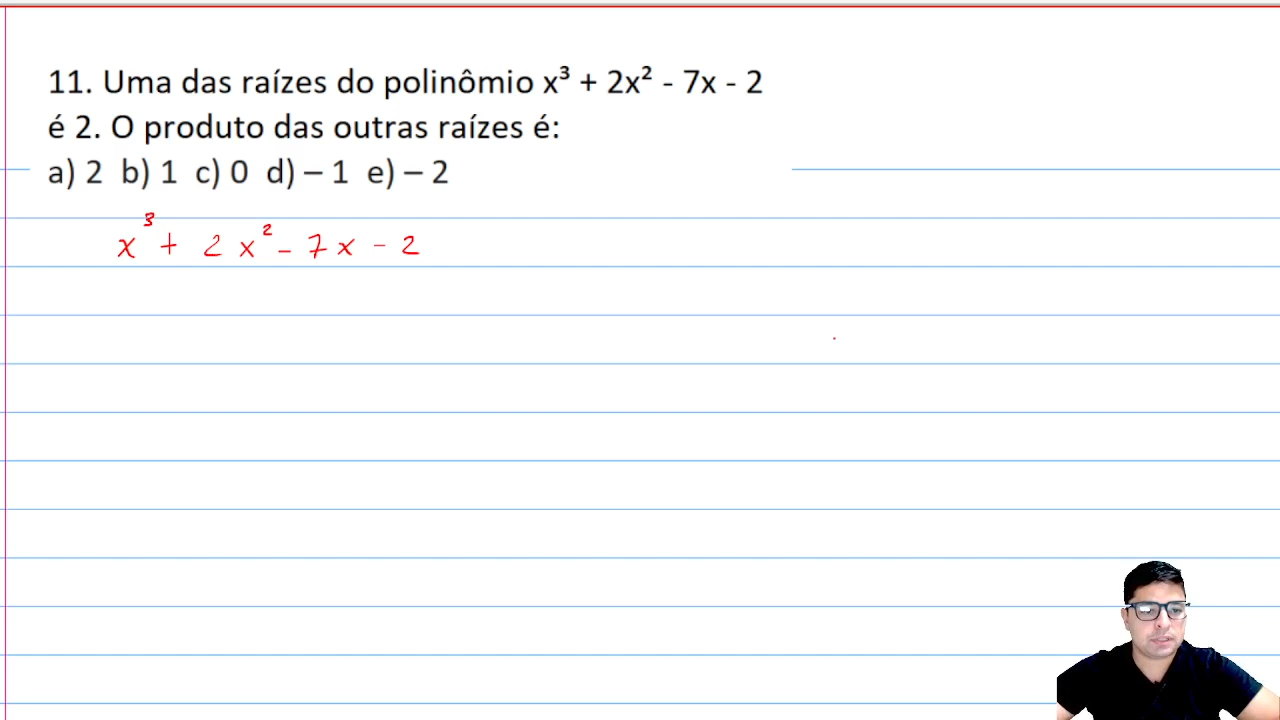 11. Uma das raízes do polinômio x³ + 2x² - 7x - 2
é 2. O produto das outras raízes é:
a) 2 b) 1 c) 0 d) – 1 e) – 2
x³ + 2x² - 7x - 2